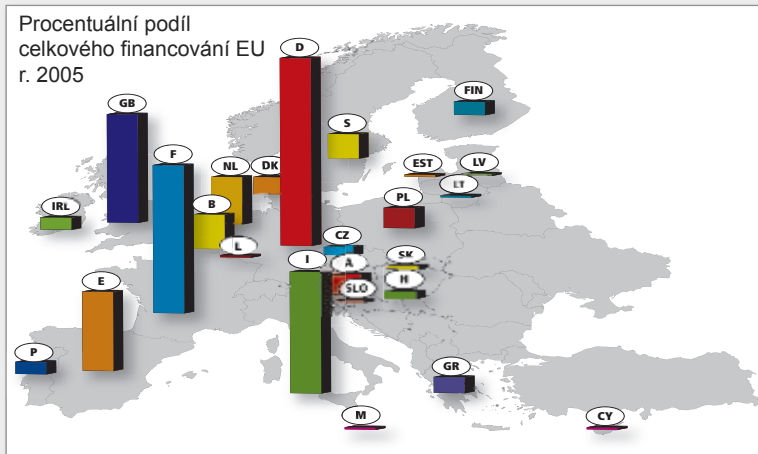 Procentuální podíl
celkového financování EU
r. 2005
D
GB
FIN
S
F
NL
DK
EST
LV
LT
B
PL
IRL
L
CZ
SK
I
A
H
E
SLO
P
GR
M
CY